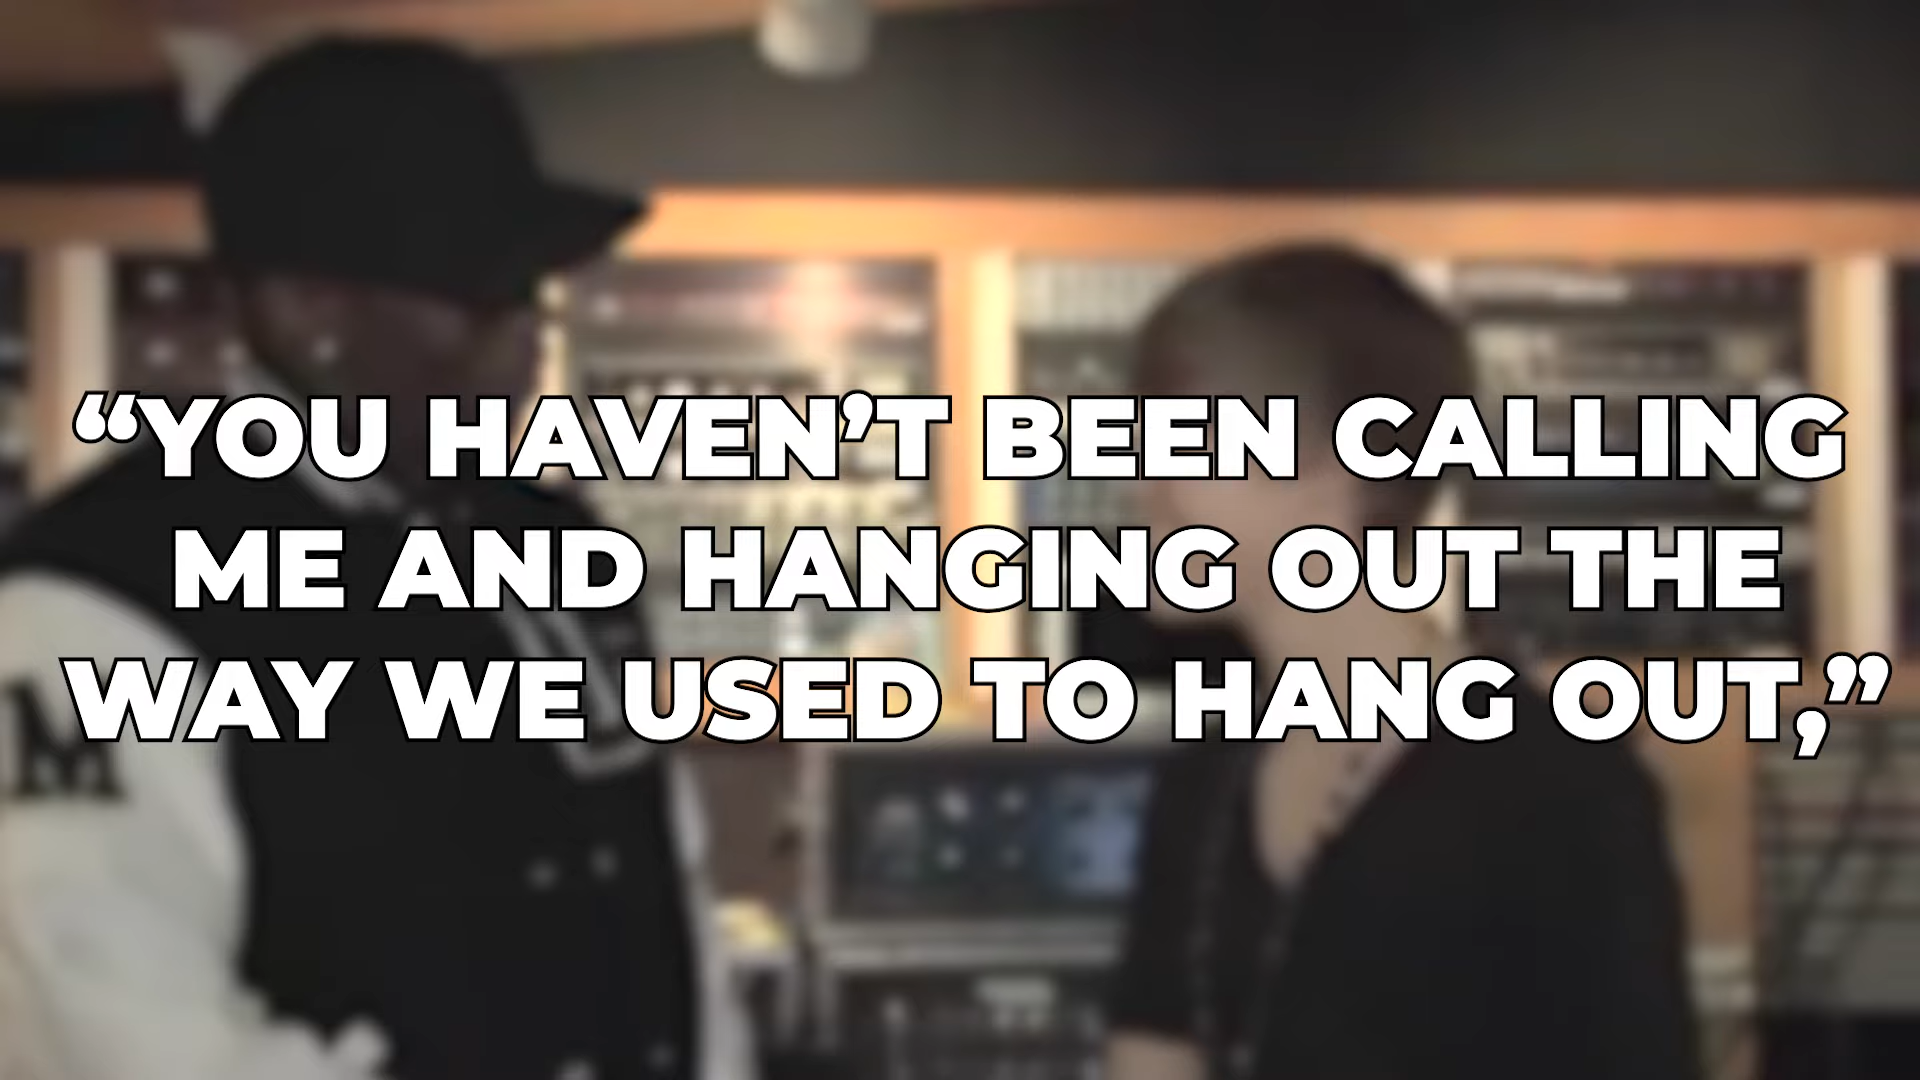 “YOU HAVEN’T BEEN CALLING
ME AND HANGING OUT THE
WAY WE USED TO HANG OUT,”
M